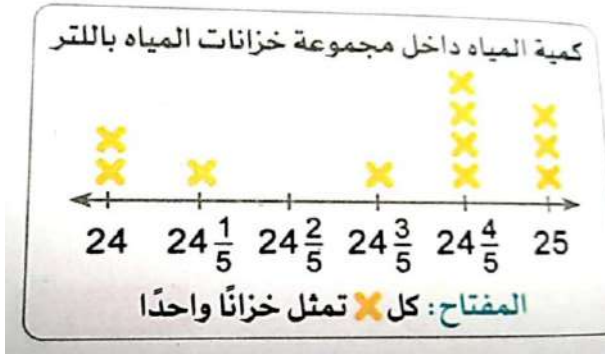 كمية المياه داخل مجموعة خزانات المياه باللتر
24 24 1/5 24 2/5 24 3/5 24 4/5 25
المفتاح: كل × تمثل خزانًا واحدًا